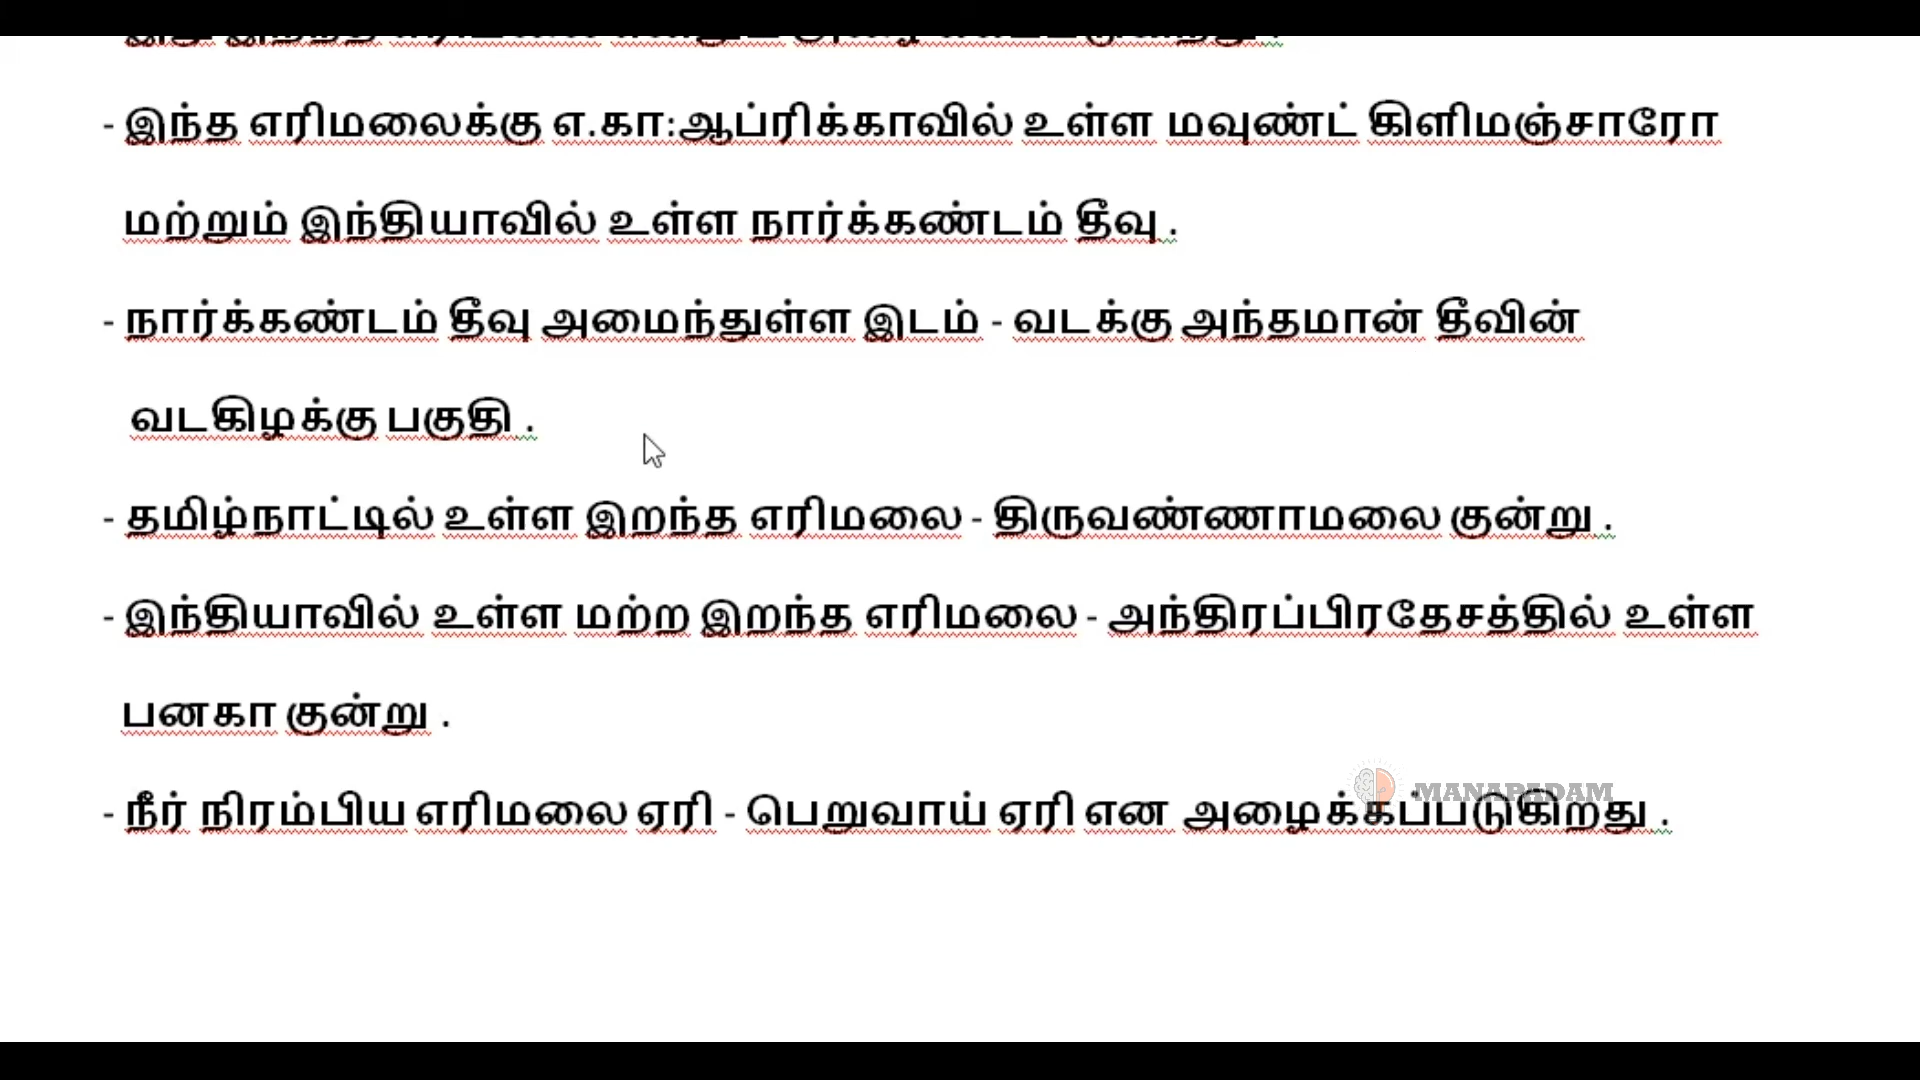 - இந்த எரிமலைக்கு எ.கா:ஆப்ரிக்காவில் உள்ள மவுண்ட் கிளிமஞ்சாரோ
மற்றும் இந்தியாவில் உள்ள நார்க்கண்டம் தீவு .
- நார்க்கண்டம் தீவு அமைந்துள்ள இடம் - வடக்கு அந்தமான் தீவின்
வடகிழக்கு பகுதி .
- தமிழ்நாட்டில் உள்ள இறந்த எரிமலை - திருவண்ணாமலை குன்று .
- இந்தியாவில் உள்ள மற்ற இறந்த எரிமலை - அந்திரப்பிரதேசத்தில் உள்ள
பனகா குன்று .
MANAPADAM
- நீர் நிரம்பிய எரிமலை ஏரி - பெறுவாய் ஏரி என அழைக்கப்படுகிறது .